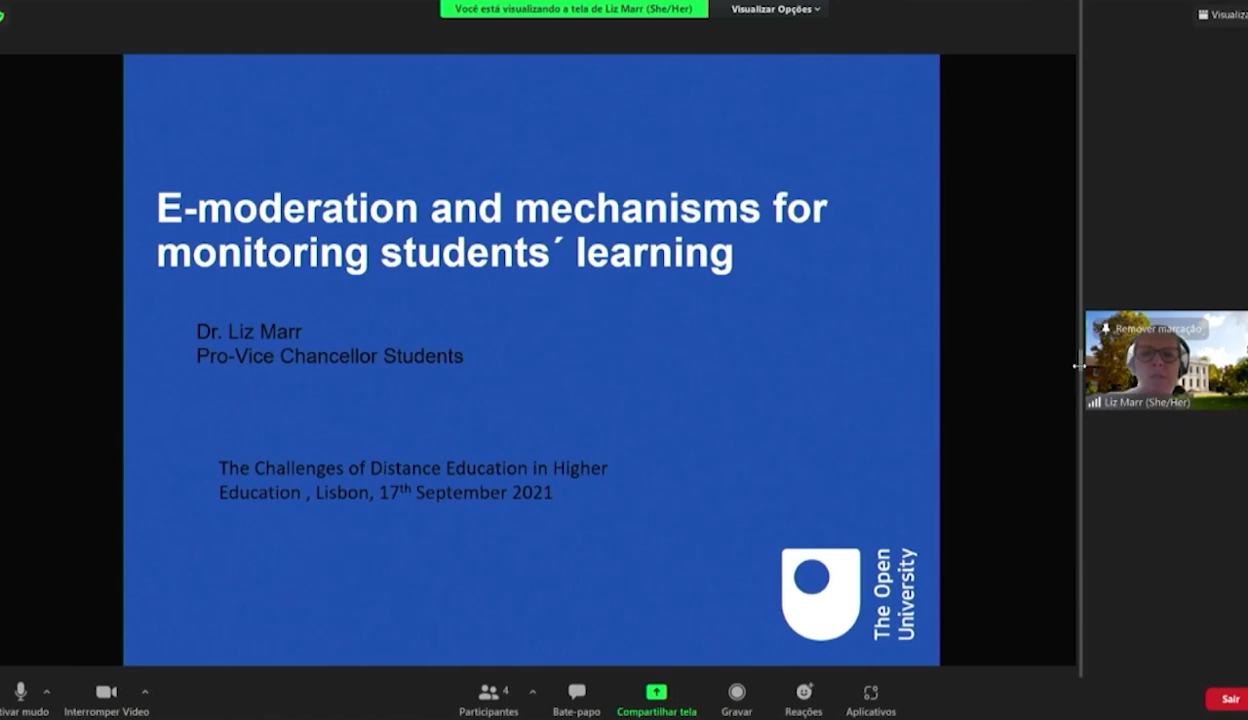 Você está visualizando a tela de Liz Marr (She/Her)
Visualizar Opções
E-moderation and mechanisms for
monitoring students´ learning
Dr. Liz Marr
Pro-Vice Chancellor Students
The Challenges of Distance Education in Higher
Education , Lisbon, 17th September 2021
The Open
University
Remover marcação
Liz Marr (She/Her)
Interromper Vídeo
Participantes
4
Bate-papo
Compartilhar tela
Gravar
Reações
Aplicativos
Sair